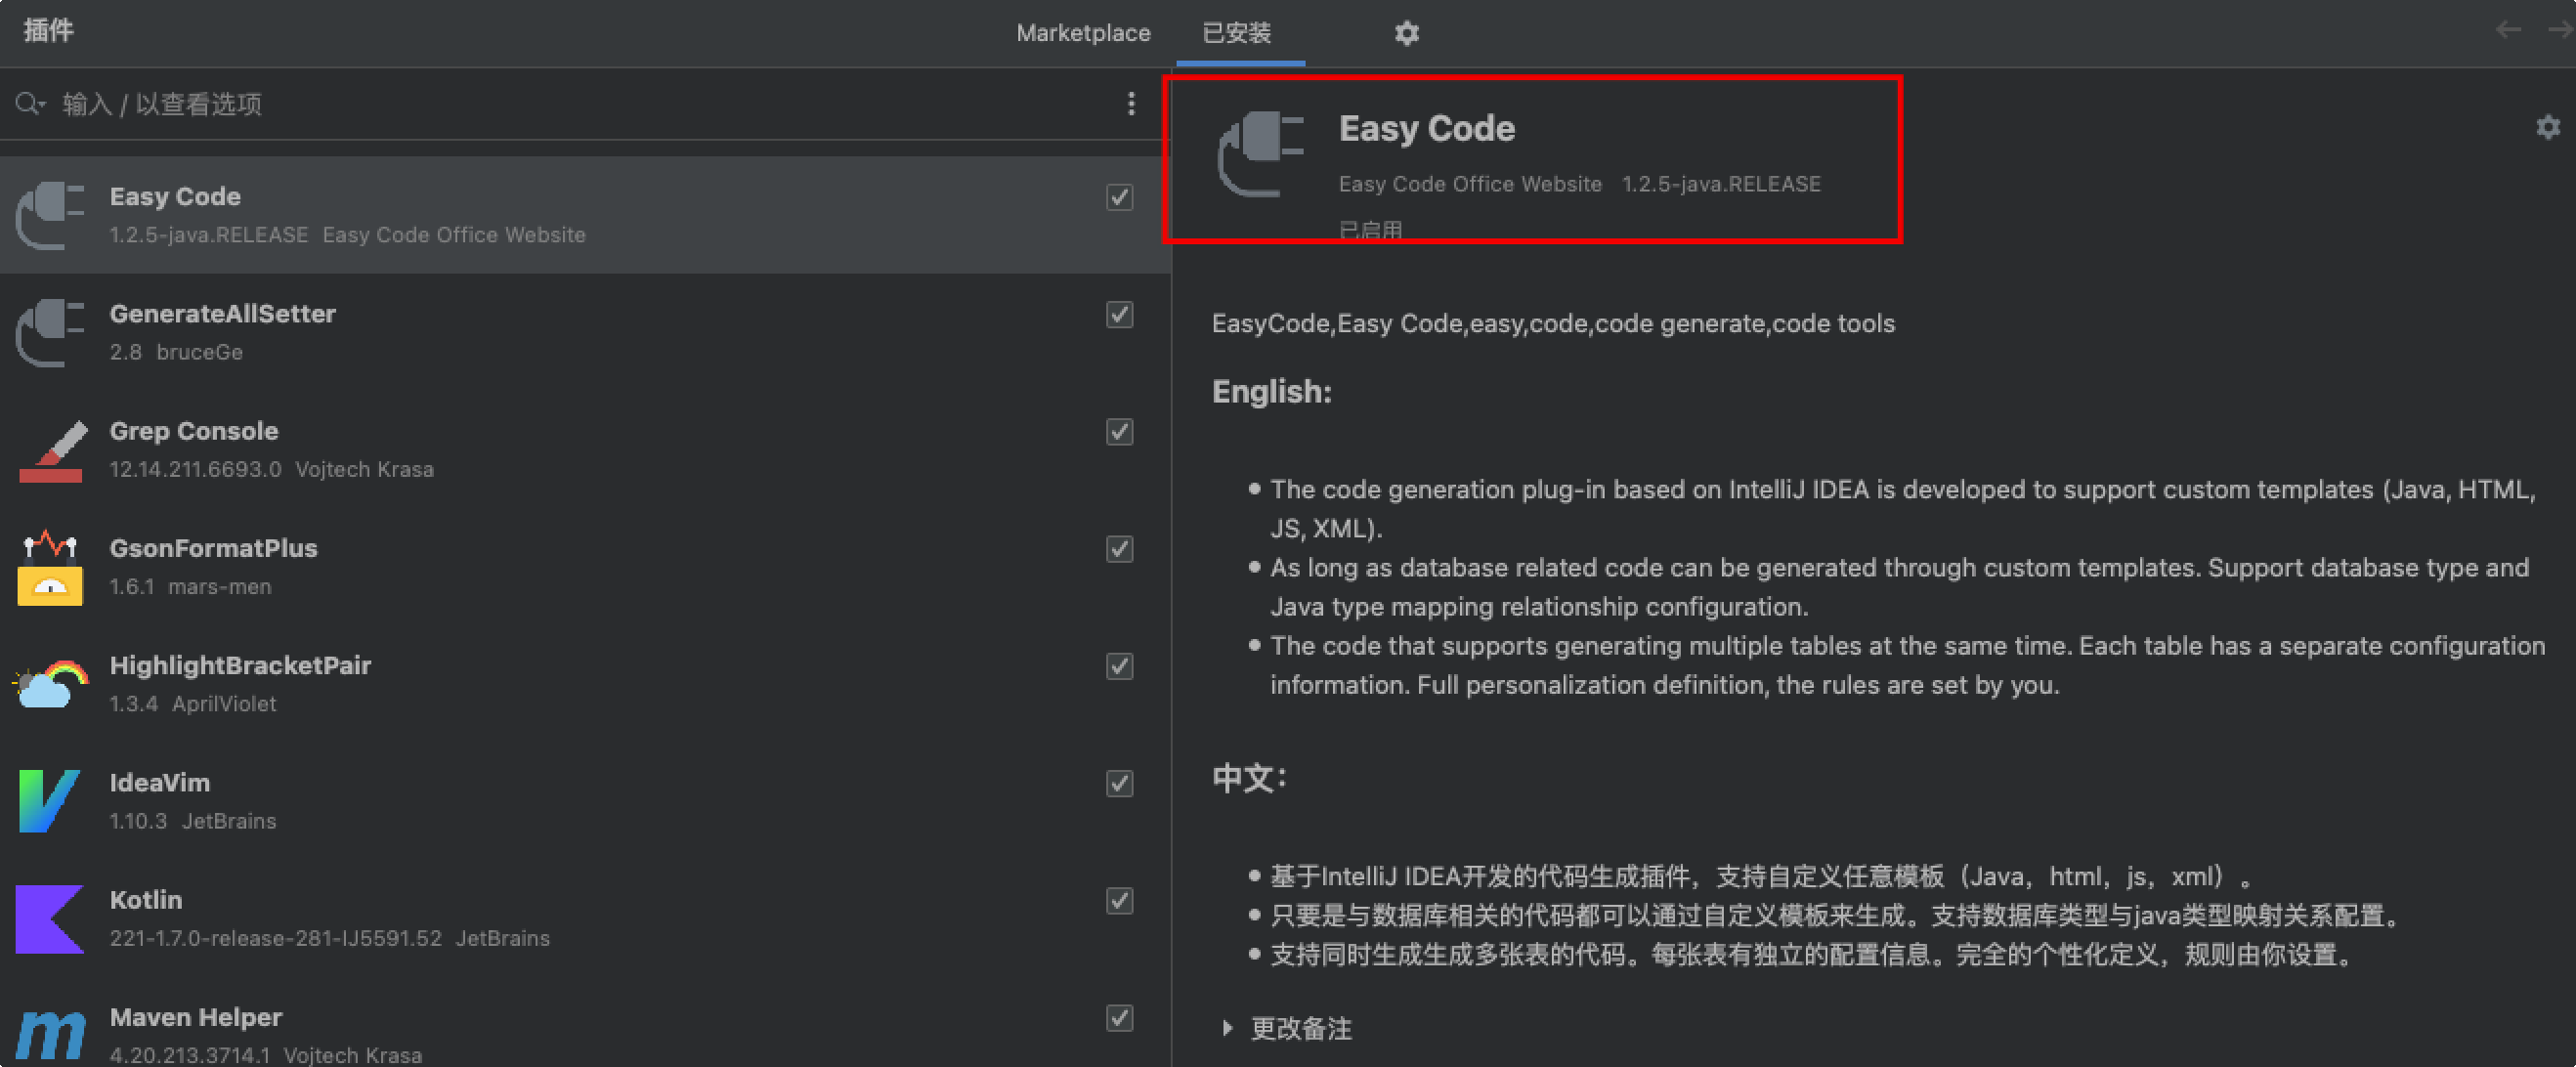 插件
Marketplace
已安装
输入 / 以查看选项
Easy Code
1.2.5-java.RELEASE Easy Code Office Website
GenerateAllSetter
2.8 bruceGe
Grep Console
12.14.211.6693.0 Vojtech Krasa
GsonFormatPlus
1.6.1 mars-men
HighlightBracketPair
1.3.4 AprilViolet
IdeaVim
1.10.3 JetBrains
Kotlin
221-1.7.0-release-281-IJ5591.52 JetBrains
Maven Helper
4.20.213.3714.1 Vojtech Krasa
Easy Code
Easy Code Office Website 1.2.5-java.RELEASE
已启用
EasyCode,Easy Code,easy,code,code generate,code tools
English:
The code generation plug-in based on IntelliJ IDEA is developed to support custom templates (Java, HTML,
JS, XML).
As long as database related code can be generated through custom templates. Support database type and
Java type mapping relationship configuration.
The code that supports generating multiple tables at the same time. Each table has a separate configuration
information. Full personalization definition, the rules are set by you.
中文：
基于IntelliJ IDEA开发的代码生成插件，支持自定义任意模板（Java，html，js，xml）。
只要是与数据库相关的代码都可以通过自定义模板来生成。支持数据库类型与java类型映射关系配置。
支持同时生成生成多张表的代码。每张表有独立的配置信息。完全的个性化定义，规则由你设置。
更改备注